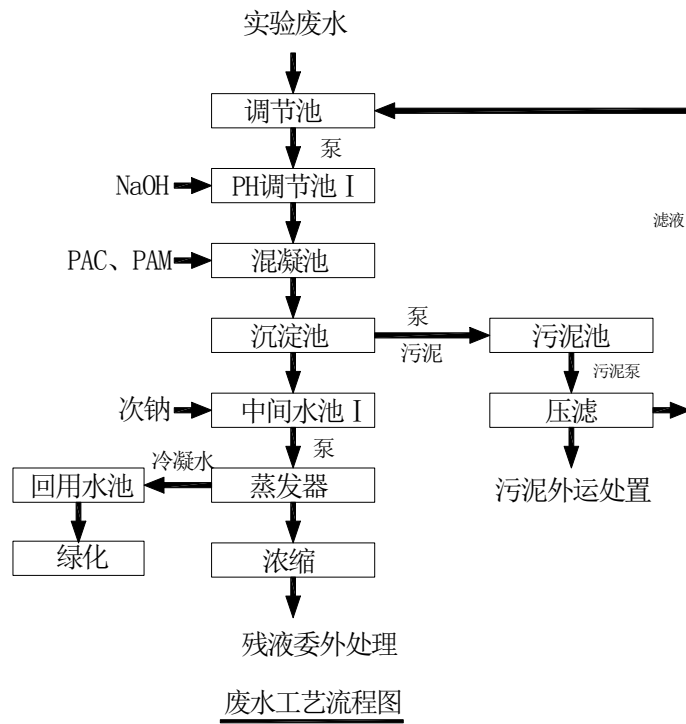 实验废水
调节池
泵
NaOH
PH调节池Ⅰ
滤液
PAC、PAM
混凝池
泵
沉淀池
污泥池
污泥
污泥泵
次钠
中间水池Ⅰ
压滤
泵
冷凝水
回用水池
蒸发器
污泥外运处置
绿化
浓缩
残液委外处理
废水工艺流程图